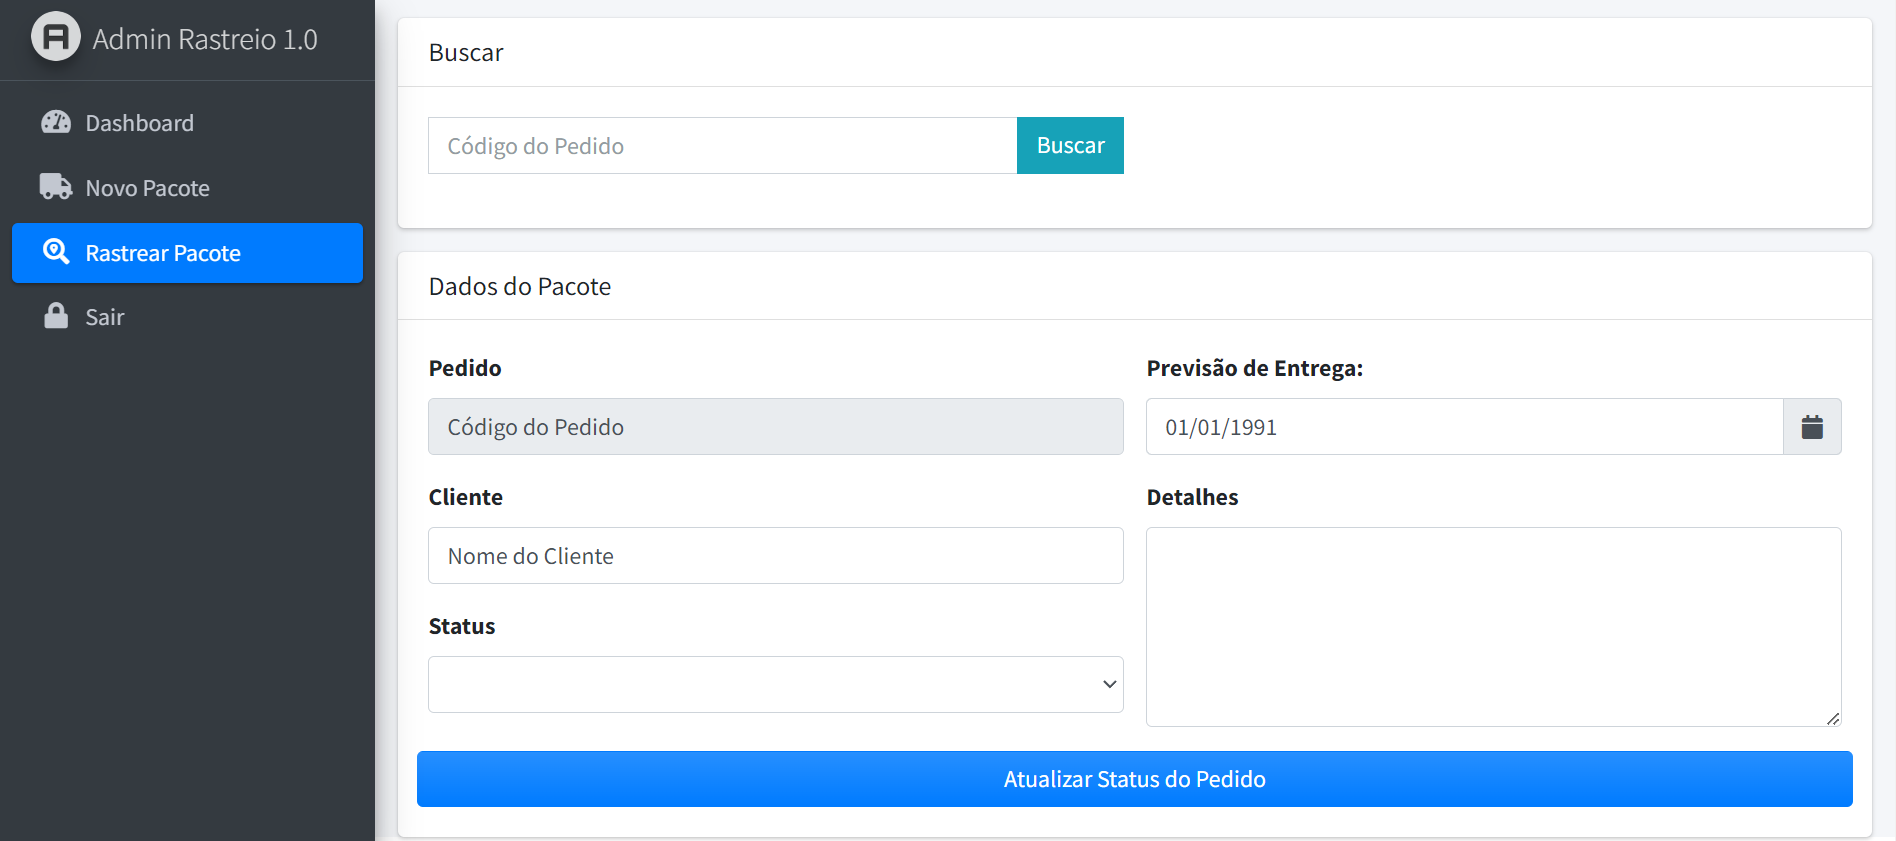 Admin Rastreio 1.0
Dashboard
Novo Pacote
Rastrear Pacote
Sair
Buscar
Código do Pedido
Buscar
Dados do Pacote
Pedido
Código do Pedido
Previsão de Entrega:
01/01/1991
Cliente
Nome do Cliente
Detalhes
Status
Atualizar Status do Pedido